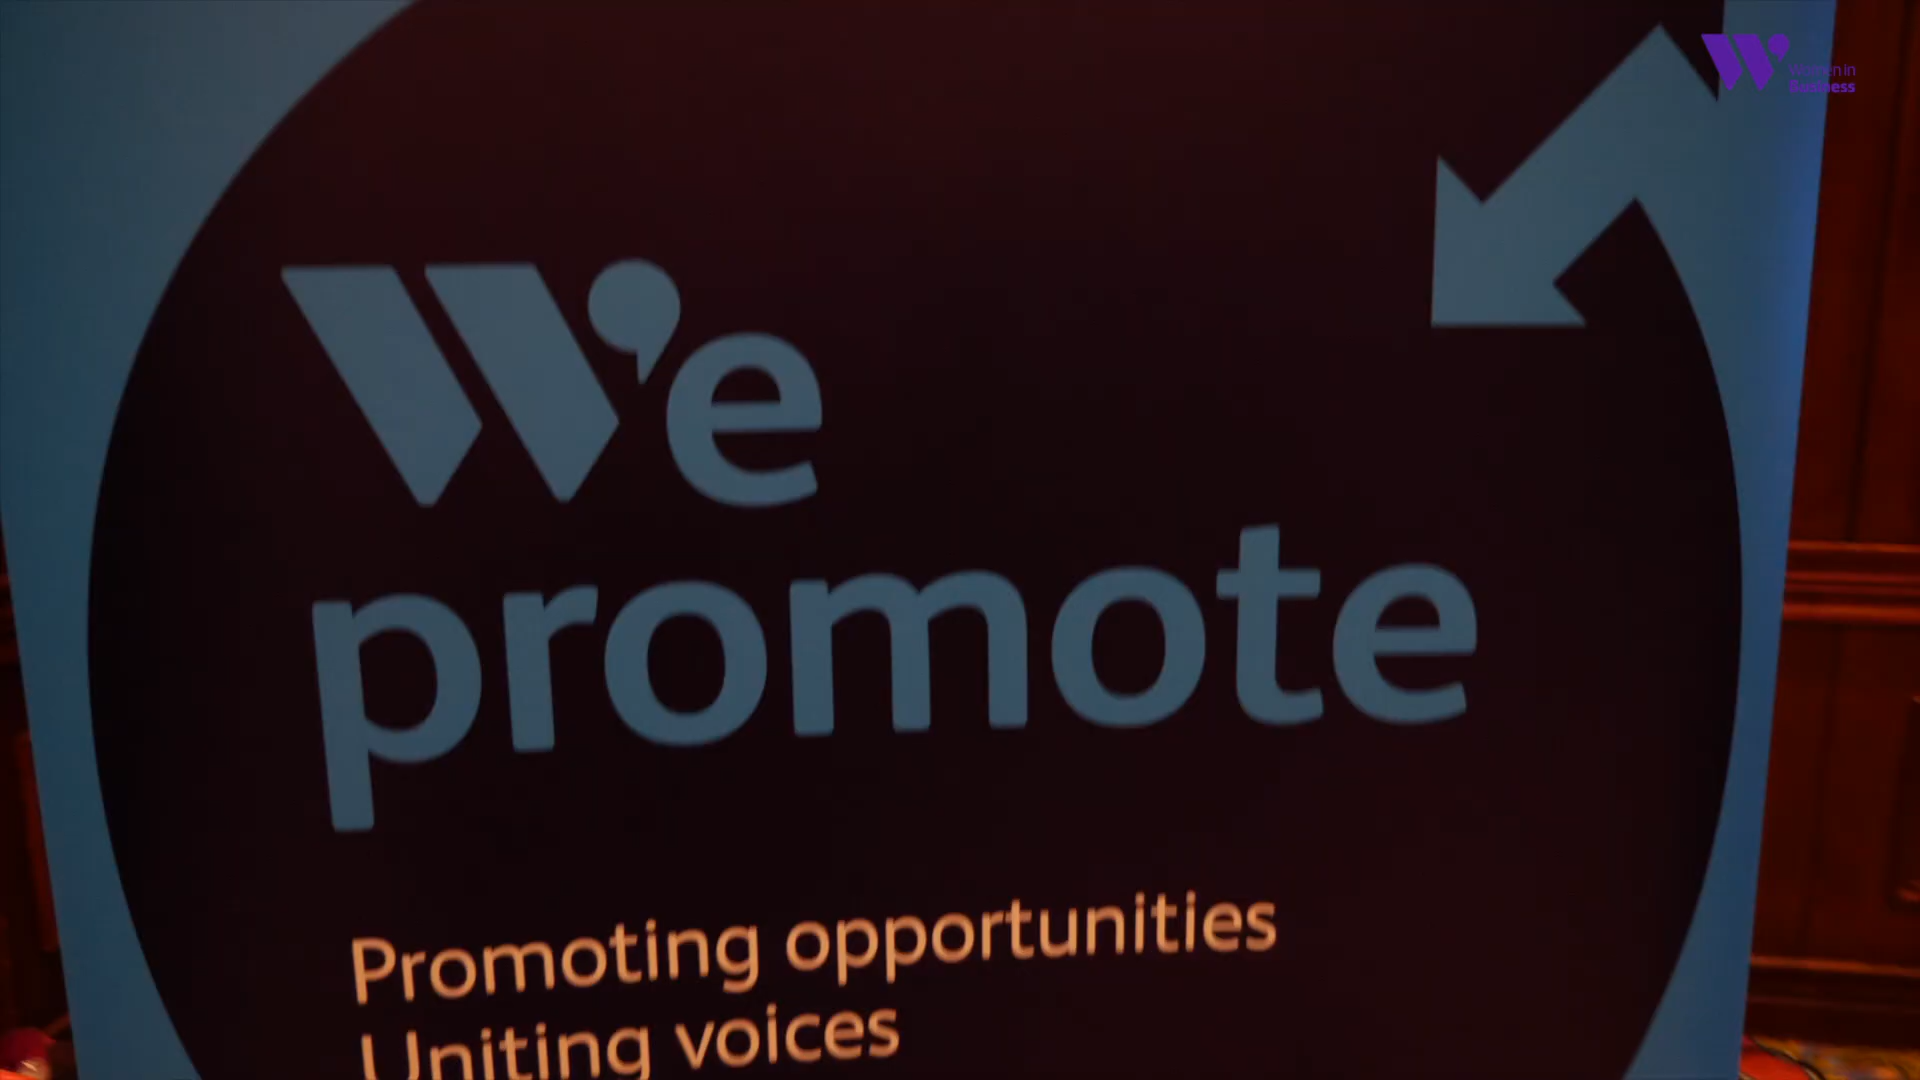 Women in
Business
We
promote
Promoting opportunities
Uniting voices